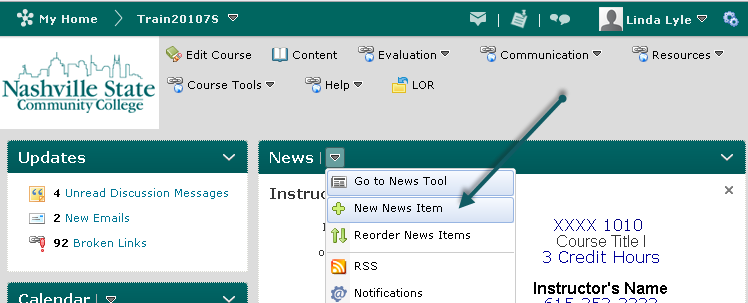 My Home Train20107S Linda Lyle
Nashville State
Community College
Edit Course Content Evaluation Communication Resources
Course Tools Help LOR
Updates
4 Unread Discussion Messages
2 New Emails
92 Broken Links
Calendar
News
Go to News Tool
New News Item
Reorder News Items
RSS
Notifications
XXXX 1010
Course Title I
3 Credit Hours
Instructor's Name